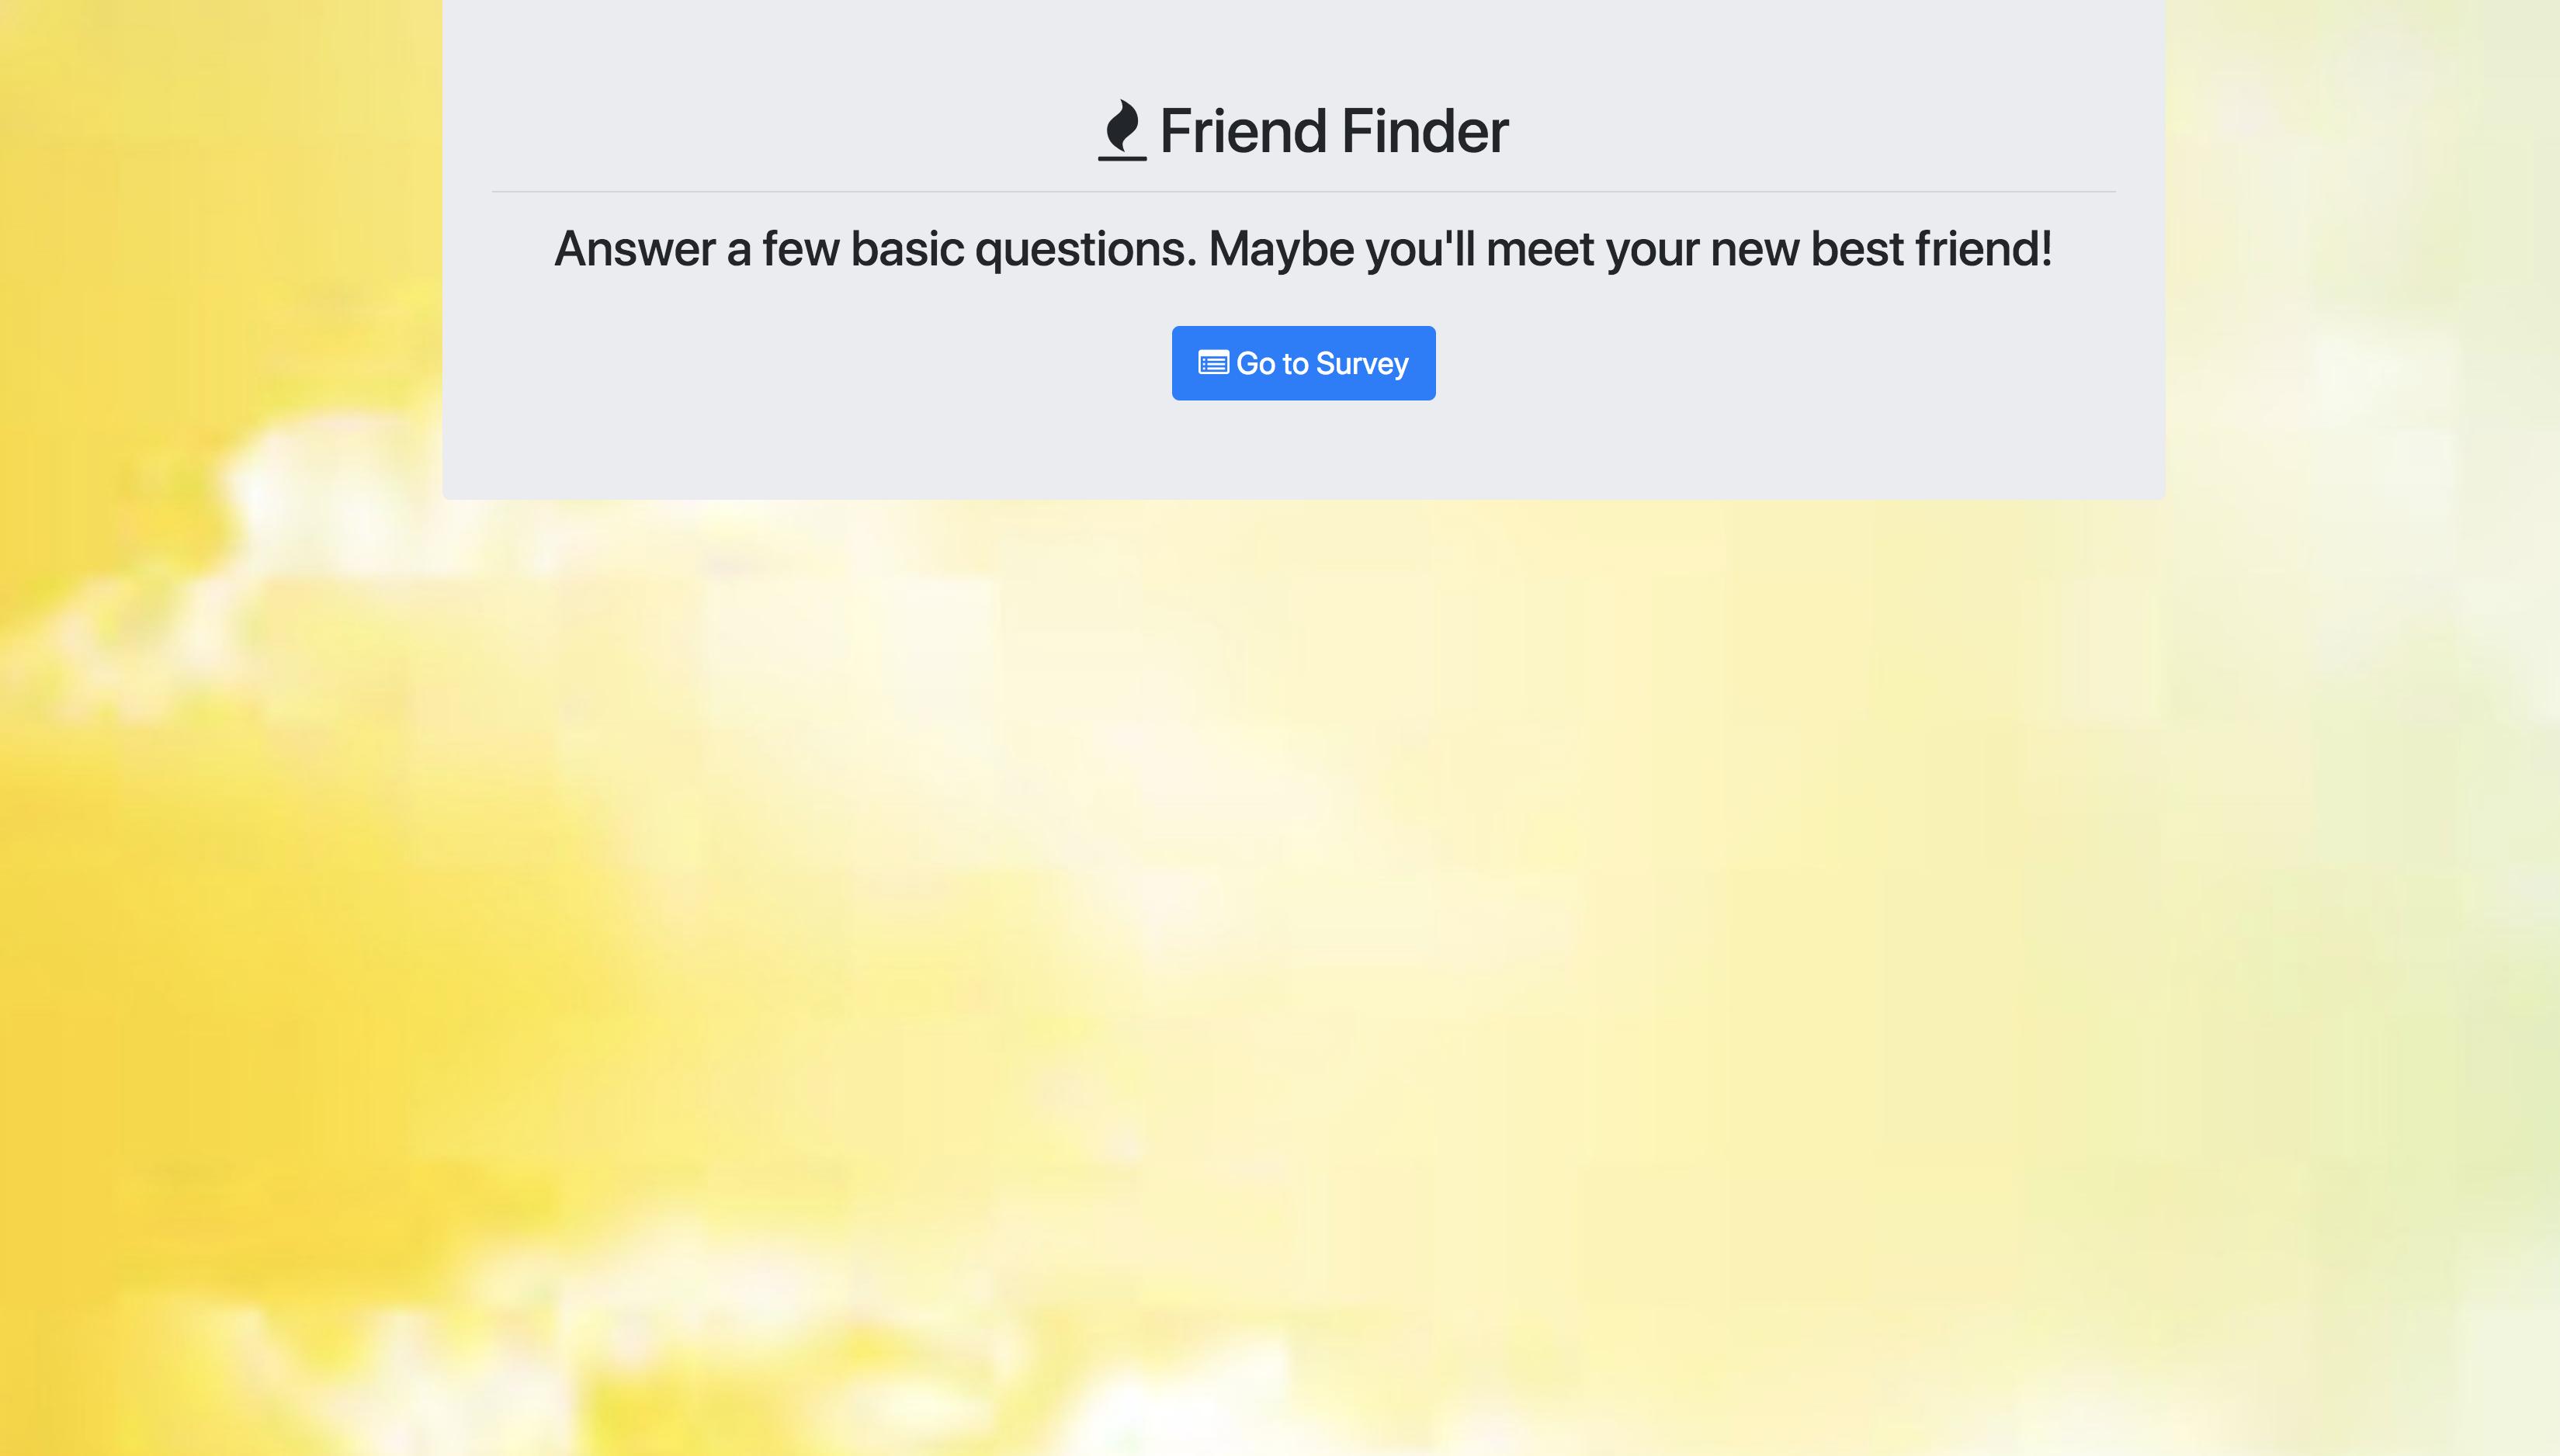 Friend Finder
Answer a few basic questions. Maybe you'll meet your new best friend!
Go to Survey